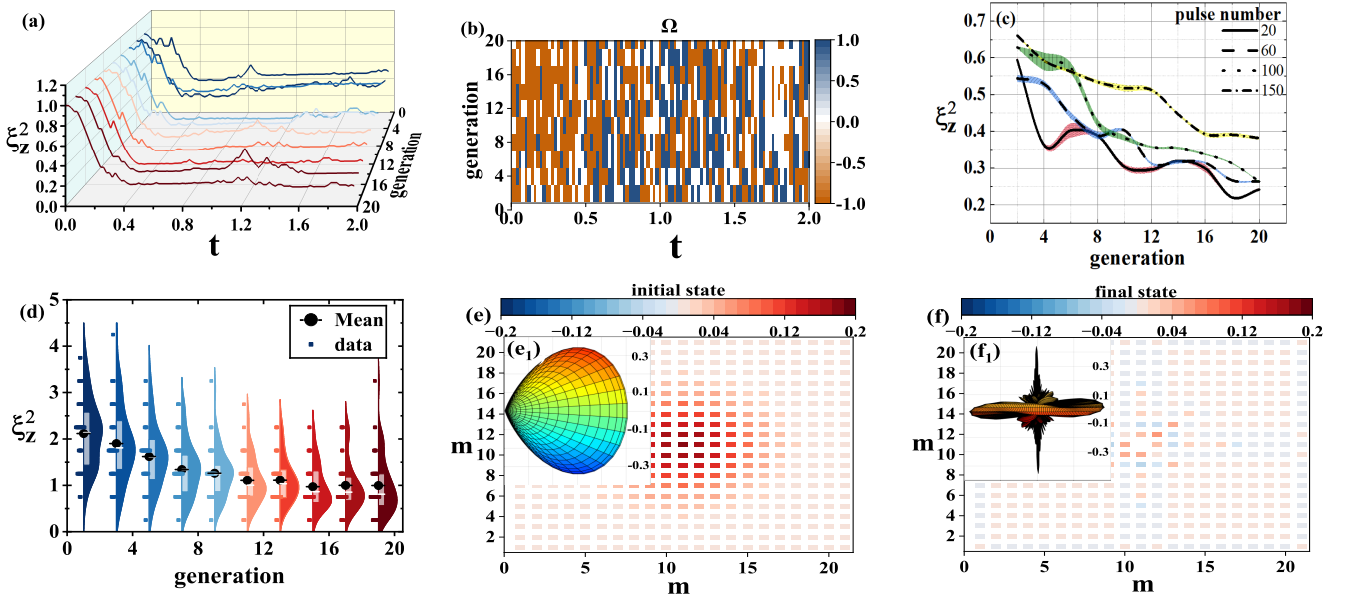 (a)
1.2
1.0
0.8
0.6
0.4
0.2
0.0
ξz2
0.0 0.4 0.8 1.2 1.6 2.0
t
0
4
8
12
16
20
generation
(b)
Ω
20
16
12
8
4
0
generation
0.0 0.5 1.0 1.5 2.0
t
1.0
0.5
0.0
-0.5
-1.0
(c)
pulse number
20
60
100
150
0.7
0.6
0.5
0.4
0.3
0.2
ξz2
0 4 8 12 16 20
generation
(d)
Mean
data
5
4
3
2
1
0
ξz2
0 4 8 12 16 20
generation
initial state
(e)
−0.2 −0.12 −0.04 0.04 0.12 0.2
(e1)
0.3
0.1
-0.1
-0.3
20
18
16
14
12
10
8
6
4
2
m
5 10 15 20
m
final state
(f)
−0.2 −0.12 −0.04 0.04 0.12 0.2
(f1)
0.3
0.1
-0.1
-0.3
20
18
16
14
12
10
8
6
4
2
m
0 5 10 15 20
m